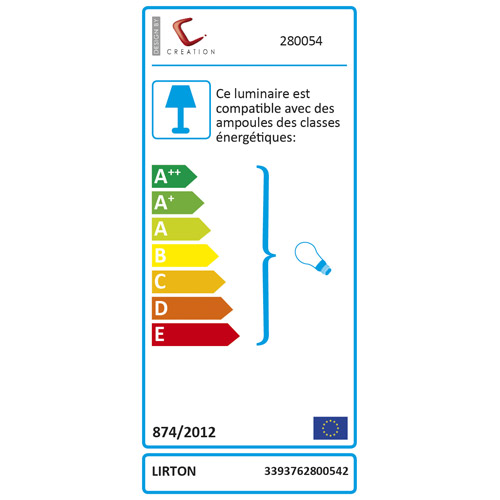 DESIGN BY
CREATION
280054
Ce luminaire est
compatible avec des
ampoules des classes
énergétiques:
A++
A+
A
B
C
D
E
874/2012
LIRTON 3393762800542